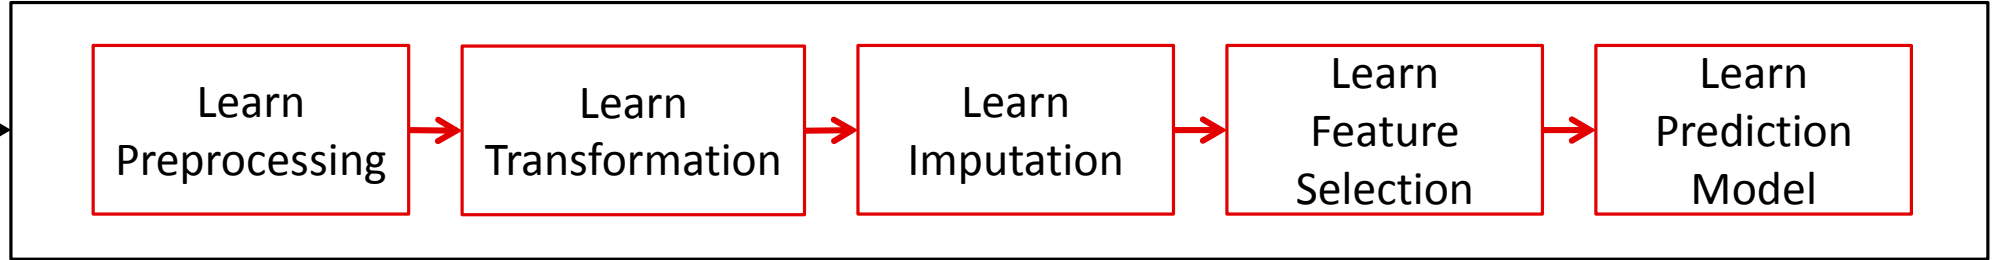 Learn
Preprocessing
Learn
Transformation
Learn
Imputation
Learn
Feature
Selection
Learn
Prediction
Model